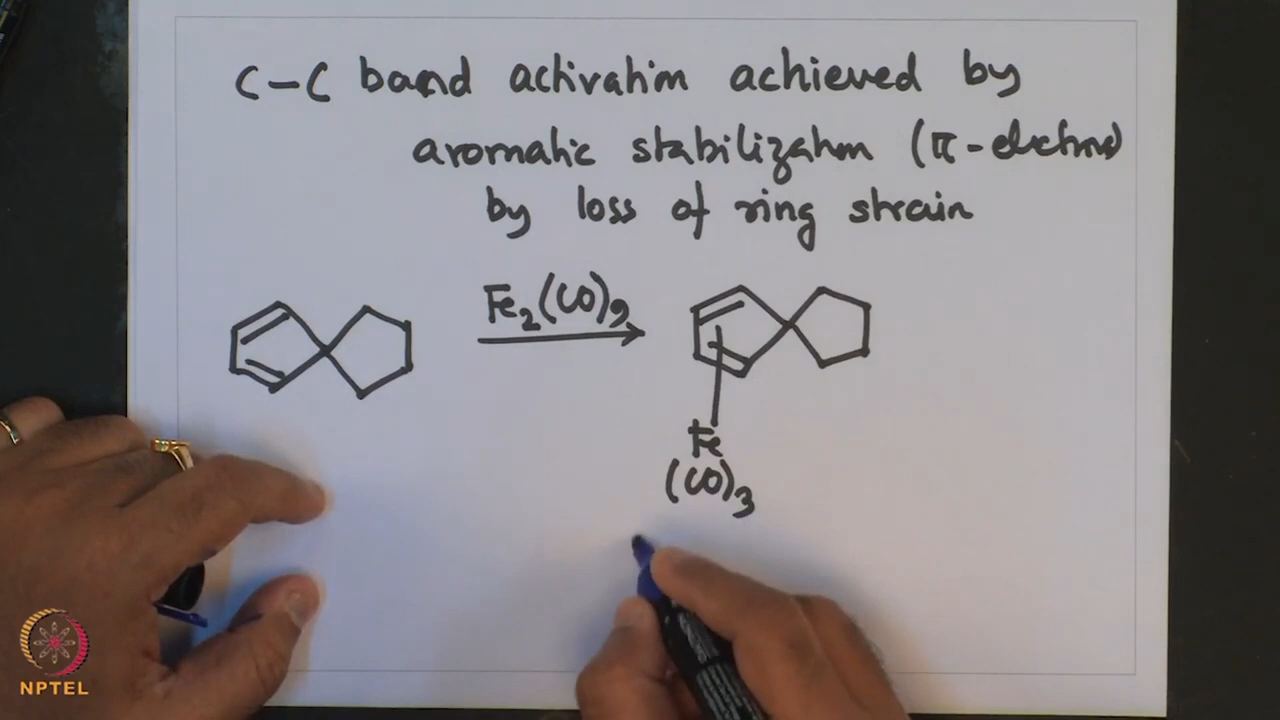 C-C bond activation achieved by
aromatic stabilization (π-electrons)
by loss of ring strain
Fe2(CO)9
Fe
(CO)3
NPTEL